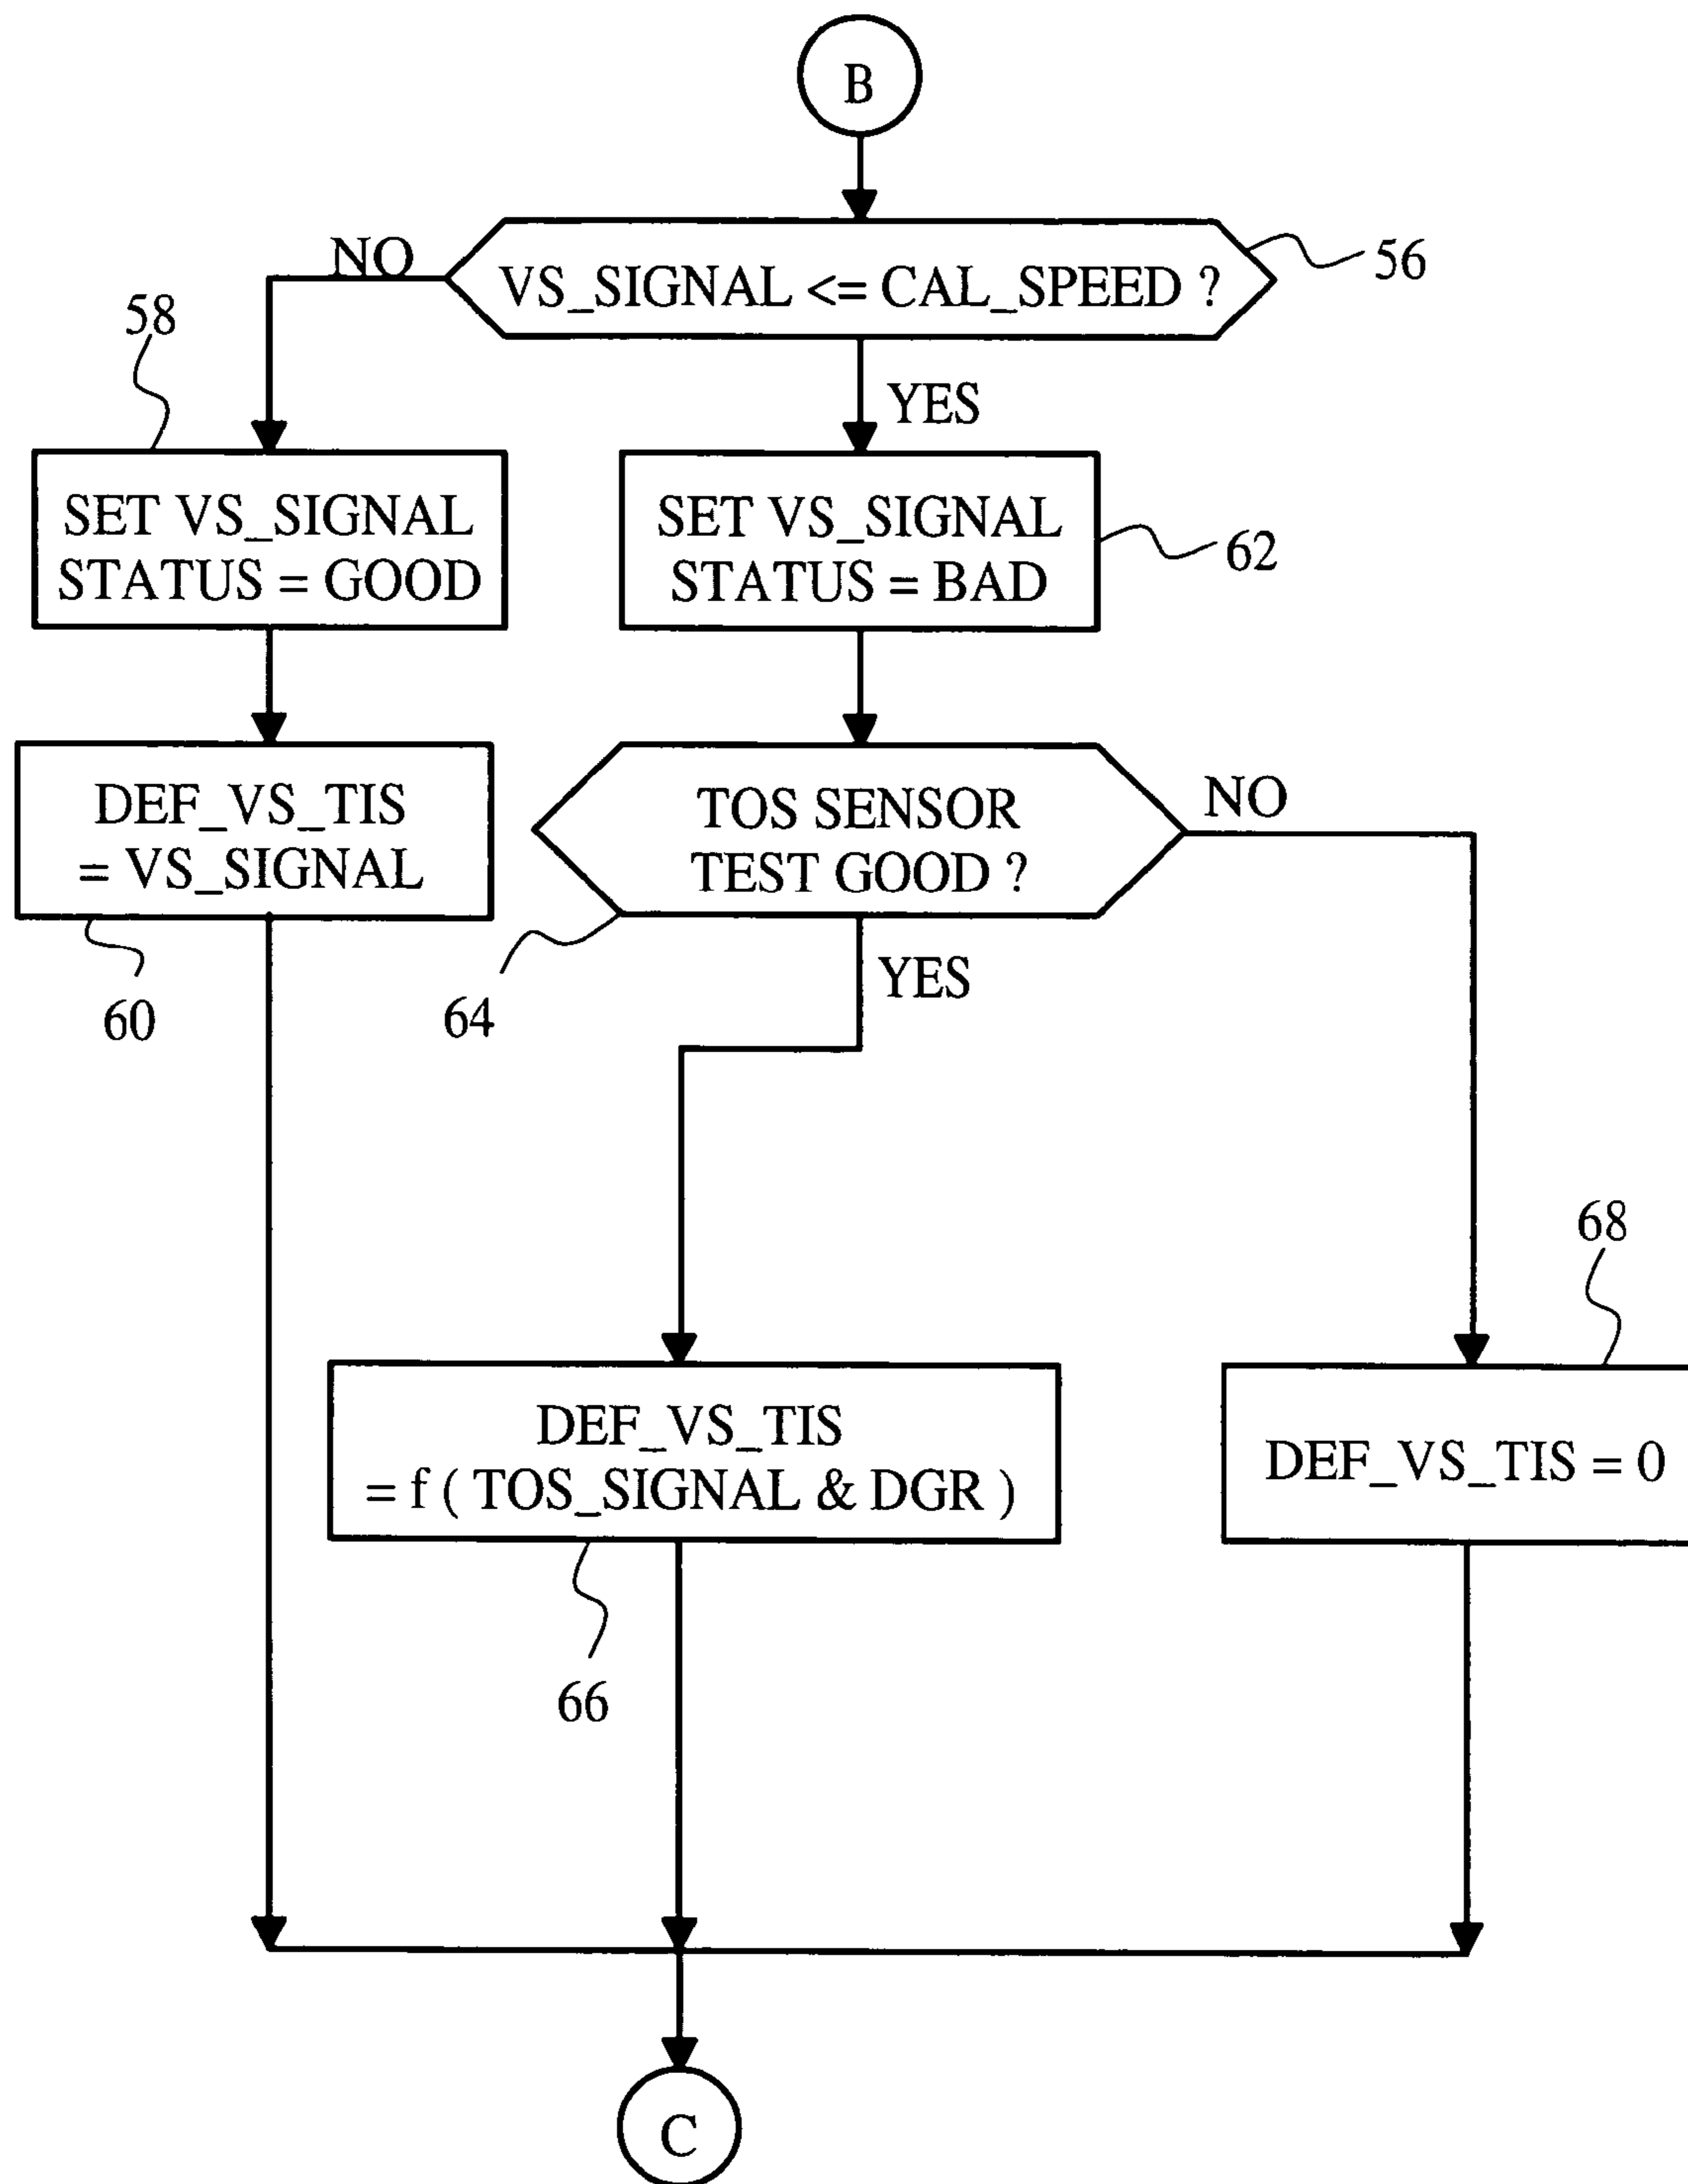 B
VS_SIGNAL <= CAL_SPEED ?
56
NO
58
YES
SET VS_SIGNAL
STATUS = GOOD
SET VS_SIGNAL
STATUS = BAD
62
DEF_VS_TIS
= VS_SIGNAL
60
TOS SENSOR
TEST GOOD ?
NO
64
YES
68
DEF_VS_TIS
= f ( TOS_SIGNAL & DGR )
66
DEF_VS_TIS = 0
C